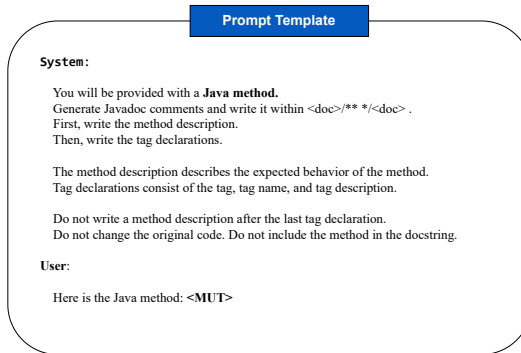 Prompt Template
System:
You will be provided with a Java method.
Generate Javadoc comments and write it within <doc>/** */<doc> .
First, write the method description.
Then, write the tag declarations.
The method description describes the expected behavior of the method.
Tag declarations consist of the tag, tag name, and tag description.
Do not write a method description after the last tag declaration.
Do not change the original code. Do not include the method in the docstring.
User:
Here is the Java method: <MUT>